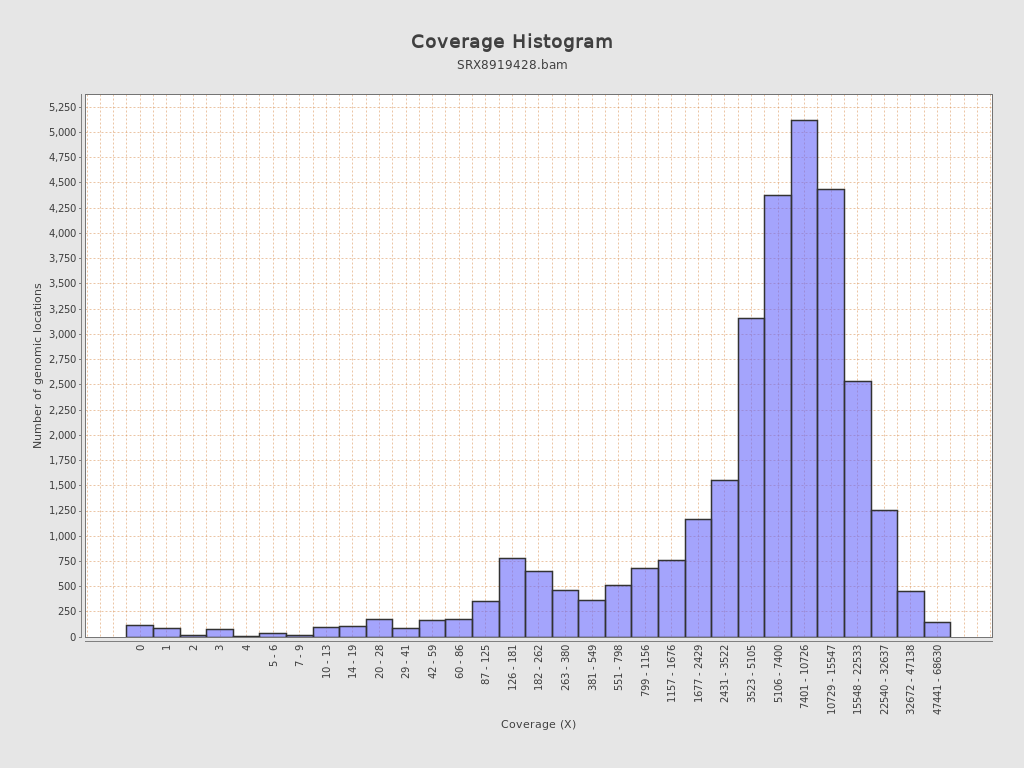 Coverage Histogram
SRX8919428.bam
5,250
5,000
4,750
4,500
4,250
4,000
3,750
3,500
3,250
3,000
2,750
2,500
2,250
2,000
1,750
1,500
1,250
1,000
750
500
250
0
Number of genomic locations
0
1
2
3
4
5 - 6
7 - 9
10 - 13
14 - 19
20 - 28
29 - 41
42 - 59
60 - 86
87 - 125
126 - 181
182 - 262
263 - 380
381 - 549
551 - 798
799 - 1156
1157 - 1676
1677 - 2429
2431 - 3522
3523 - 5105
5106 - 7400
7401 - 10726
10729 - 15547
15548 - 22533
22540 - 32637
32672 - 47138
47441 - 68630
Coverage (X)